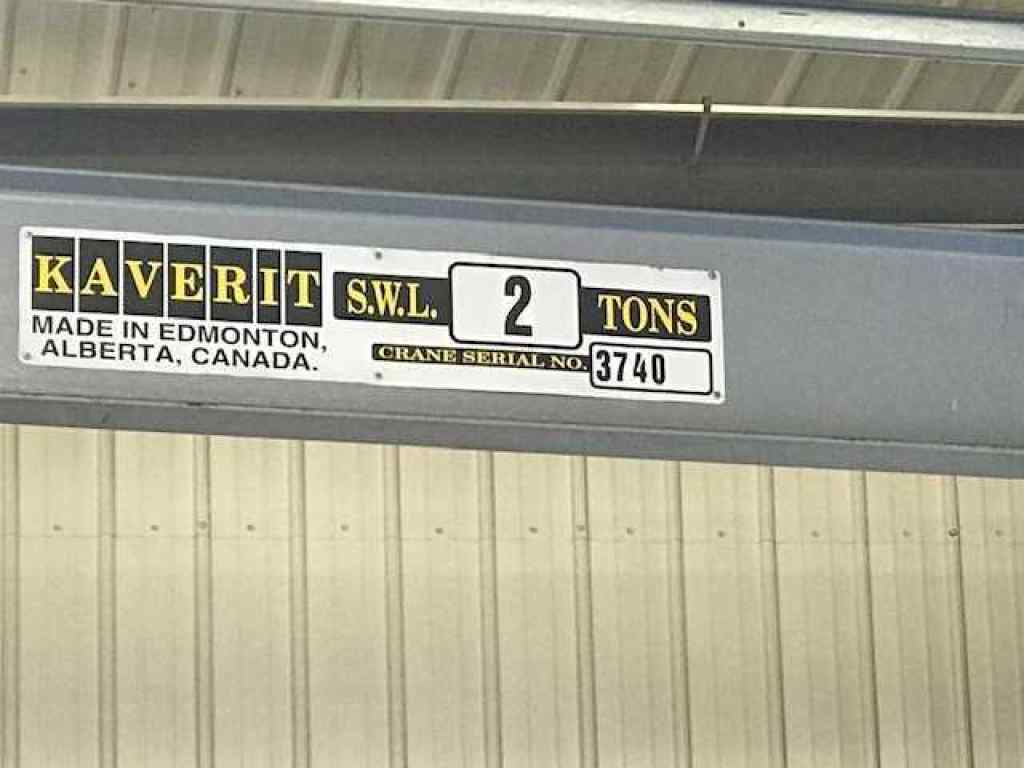 KAVERIT S.W.L. 2 TONS
MADE IN EDMONTON,
ALBERTA, CANADA.
CRANE SERIAL NO. 3740